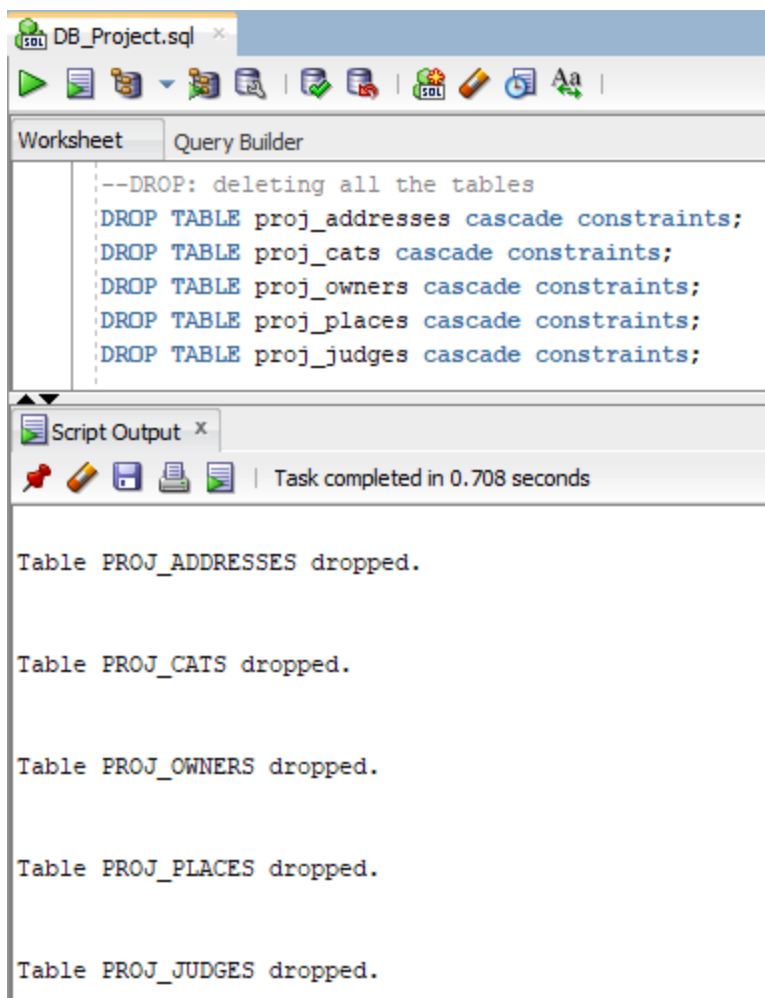 DB_Project.sql
Worksheet Query Builder
--DROP: deleting all the tables
DROP TABLE proj_addresses cascade constraints;
DROP TABLE proj_cats cascade constraints;
DROP TABLE proj_owners cascade constraints;
DROP TABLE proj_places cascade constraints;
DROP TABLE proj_judges cascade constraints;
Script Output x
Task completed in 0.708 seconds
Table PROJ_ADDRESSES dropped.
Table PROJ_CATS dropped.
Table PROJ_OWNERS dropped.
Table PROJ_PLACES dropped.
Table PROJ_JUDGES dropped.